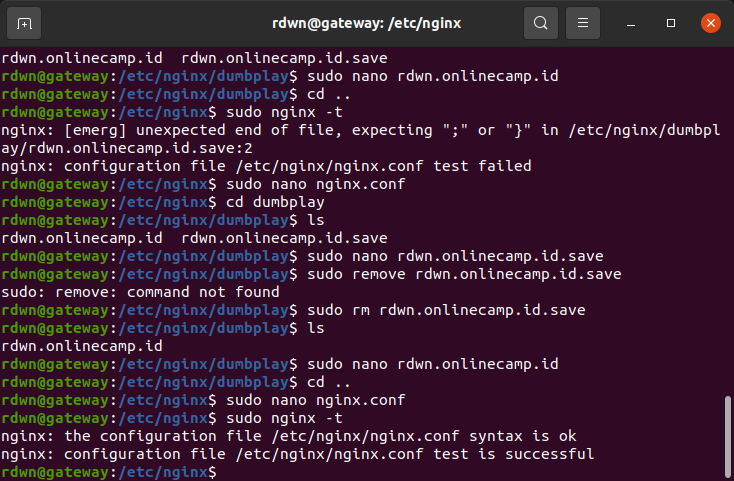 rdwn@gateway: /etc/nginx
rdwn.onlinecamp.id  rdwn.onlinecamp.id.save
rdwn@gateway:/etc/nginx/dumbplay$ sudo nano rdwn.onlinecamp.id
rdwn@gateway:/etc/nginx/dumbplay$ cd ..
rdwn@gateway:/etc/nginx$ sudo nginx -t
nginx: [emerg] unexpected end of file, expecting ";" or "}" in /etc/nginx/dumbpl
ay/rdwn.onlinecamp.id.save:2
nginx: configuration file /etc/nginx/nginx.conf test failed
rdwn@gateway:/etc/nginx$ sudo nano nginx.conf
rdwn@gateway:/etc/nginx$ cd dumbplay
rdwn@gateway:/etc/nginx/dumbplay$ ls
rdwn.onlinecamp.id  rdwn.onlinecamp.id.save
rdwn@gateway:/etc/nginx/dumbplay$ sudo nano rdwn.onlinecamp.id.save
rdwn@gateway:/etc/nginx/dumbplay$ sudo remove rdwn.onlinecamp.id.save
sudo: remove: command not found
rdwn@gateway:/etc/nginx/dumbplay$ sudo rm rdwn.onlinecamp.id.save
rdwn@gateway:/etc/nginx/dumbplay$ ls
rdwn.onlinecamp.id
rdwn@gateway:/etc/nginx/dumbplay$ sudo nano rdwn.onlinecamp.id
rdwn@gateway:/etc/nginx/dumbplay$ cd ..
rdwn@gateway:/etc/nginx$ sudo nano nginx.conf
rdwn@gateway:/etc/nginx$ sudo nginx -t
nginx: the configuration file /etc/nginx/nginx.conf syntax is ok
nginx: configuration file /etc/nginx/nginx.conf test is successful
rdwn@gateway:/etc/nginx$